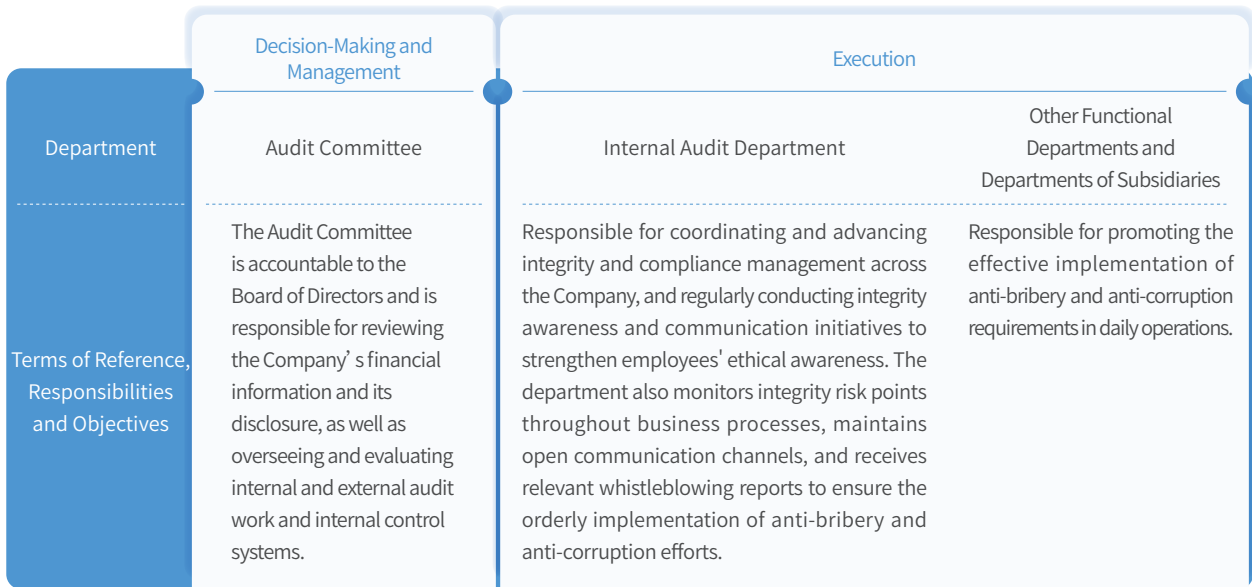 Decision-Making and
Management
Execution
Department
Audit Committee
Internal Audit Department
Other Functional
Departments and
Departments of Subsidiaries
Terms of Reference,
Responsibilities
and Objectives
The Audit Committee
is accountable to the
Board of Directors and is
responsible for reviewing
the Company’ s financial
information and its
disclosure, as well as
overseeing and evaluating
internal and external audit
work and internal control
systems.
Responsible for coordinating and advancing
integrity and compliance management across
the Company, and regularly conducting integrity
awareness and communication initiatives to
strengthen employees' ethical awareness. The
department also monitors integrity risk points
throughout business processes, maintains
open communication channels, and receives
relevant whistleblowing reports to ensure the
orderly implementation of anti-bribery and
anti-corruption efforts.
Responsible for promoting the
effective implementation of
anti-bribery and anti-corruption
requirements in daily operations.